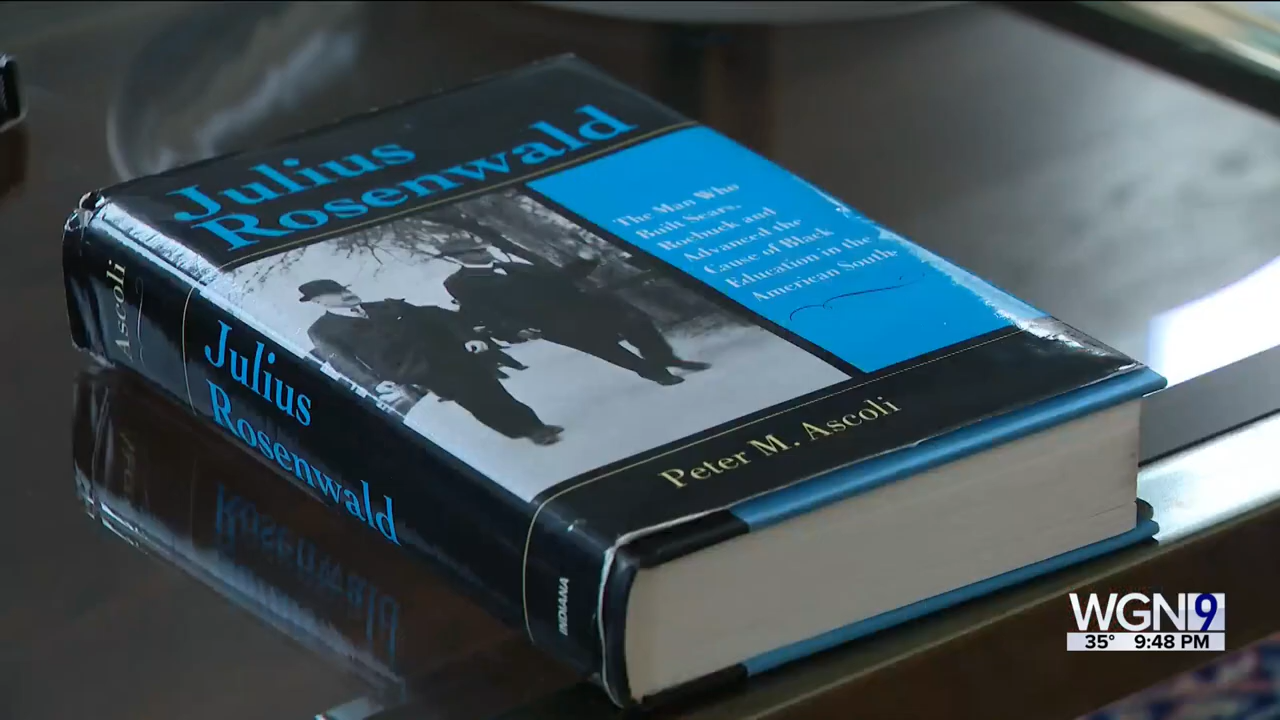 Julius
Rosenwald
The Man Who
Built Sears,
Roebuck and
Advanced the
Cause of Black
Education in the
American South
Peter M. Ascoli
Ascoli
Julius
Rosenwald
INDIANA
WGN9
35° 9:48 PM